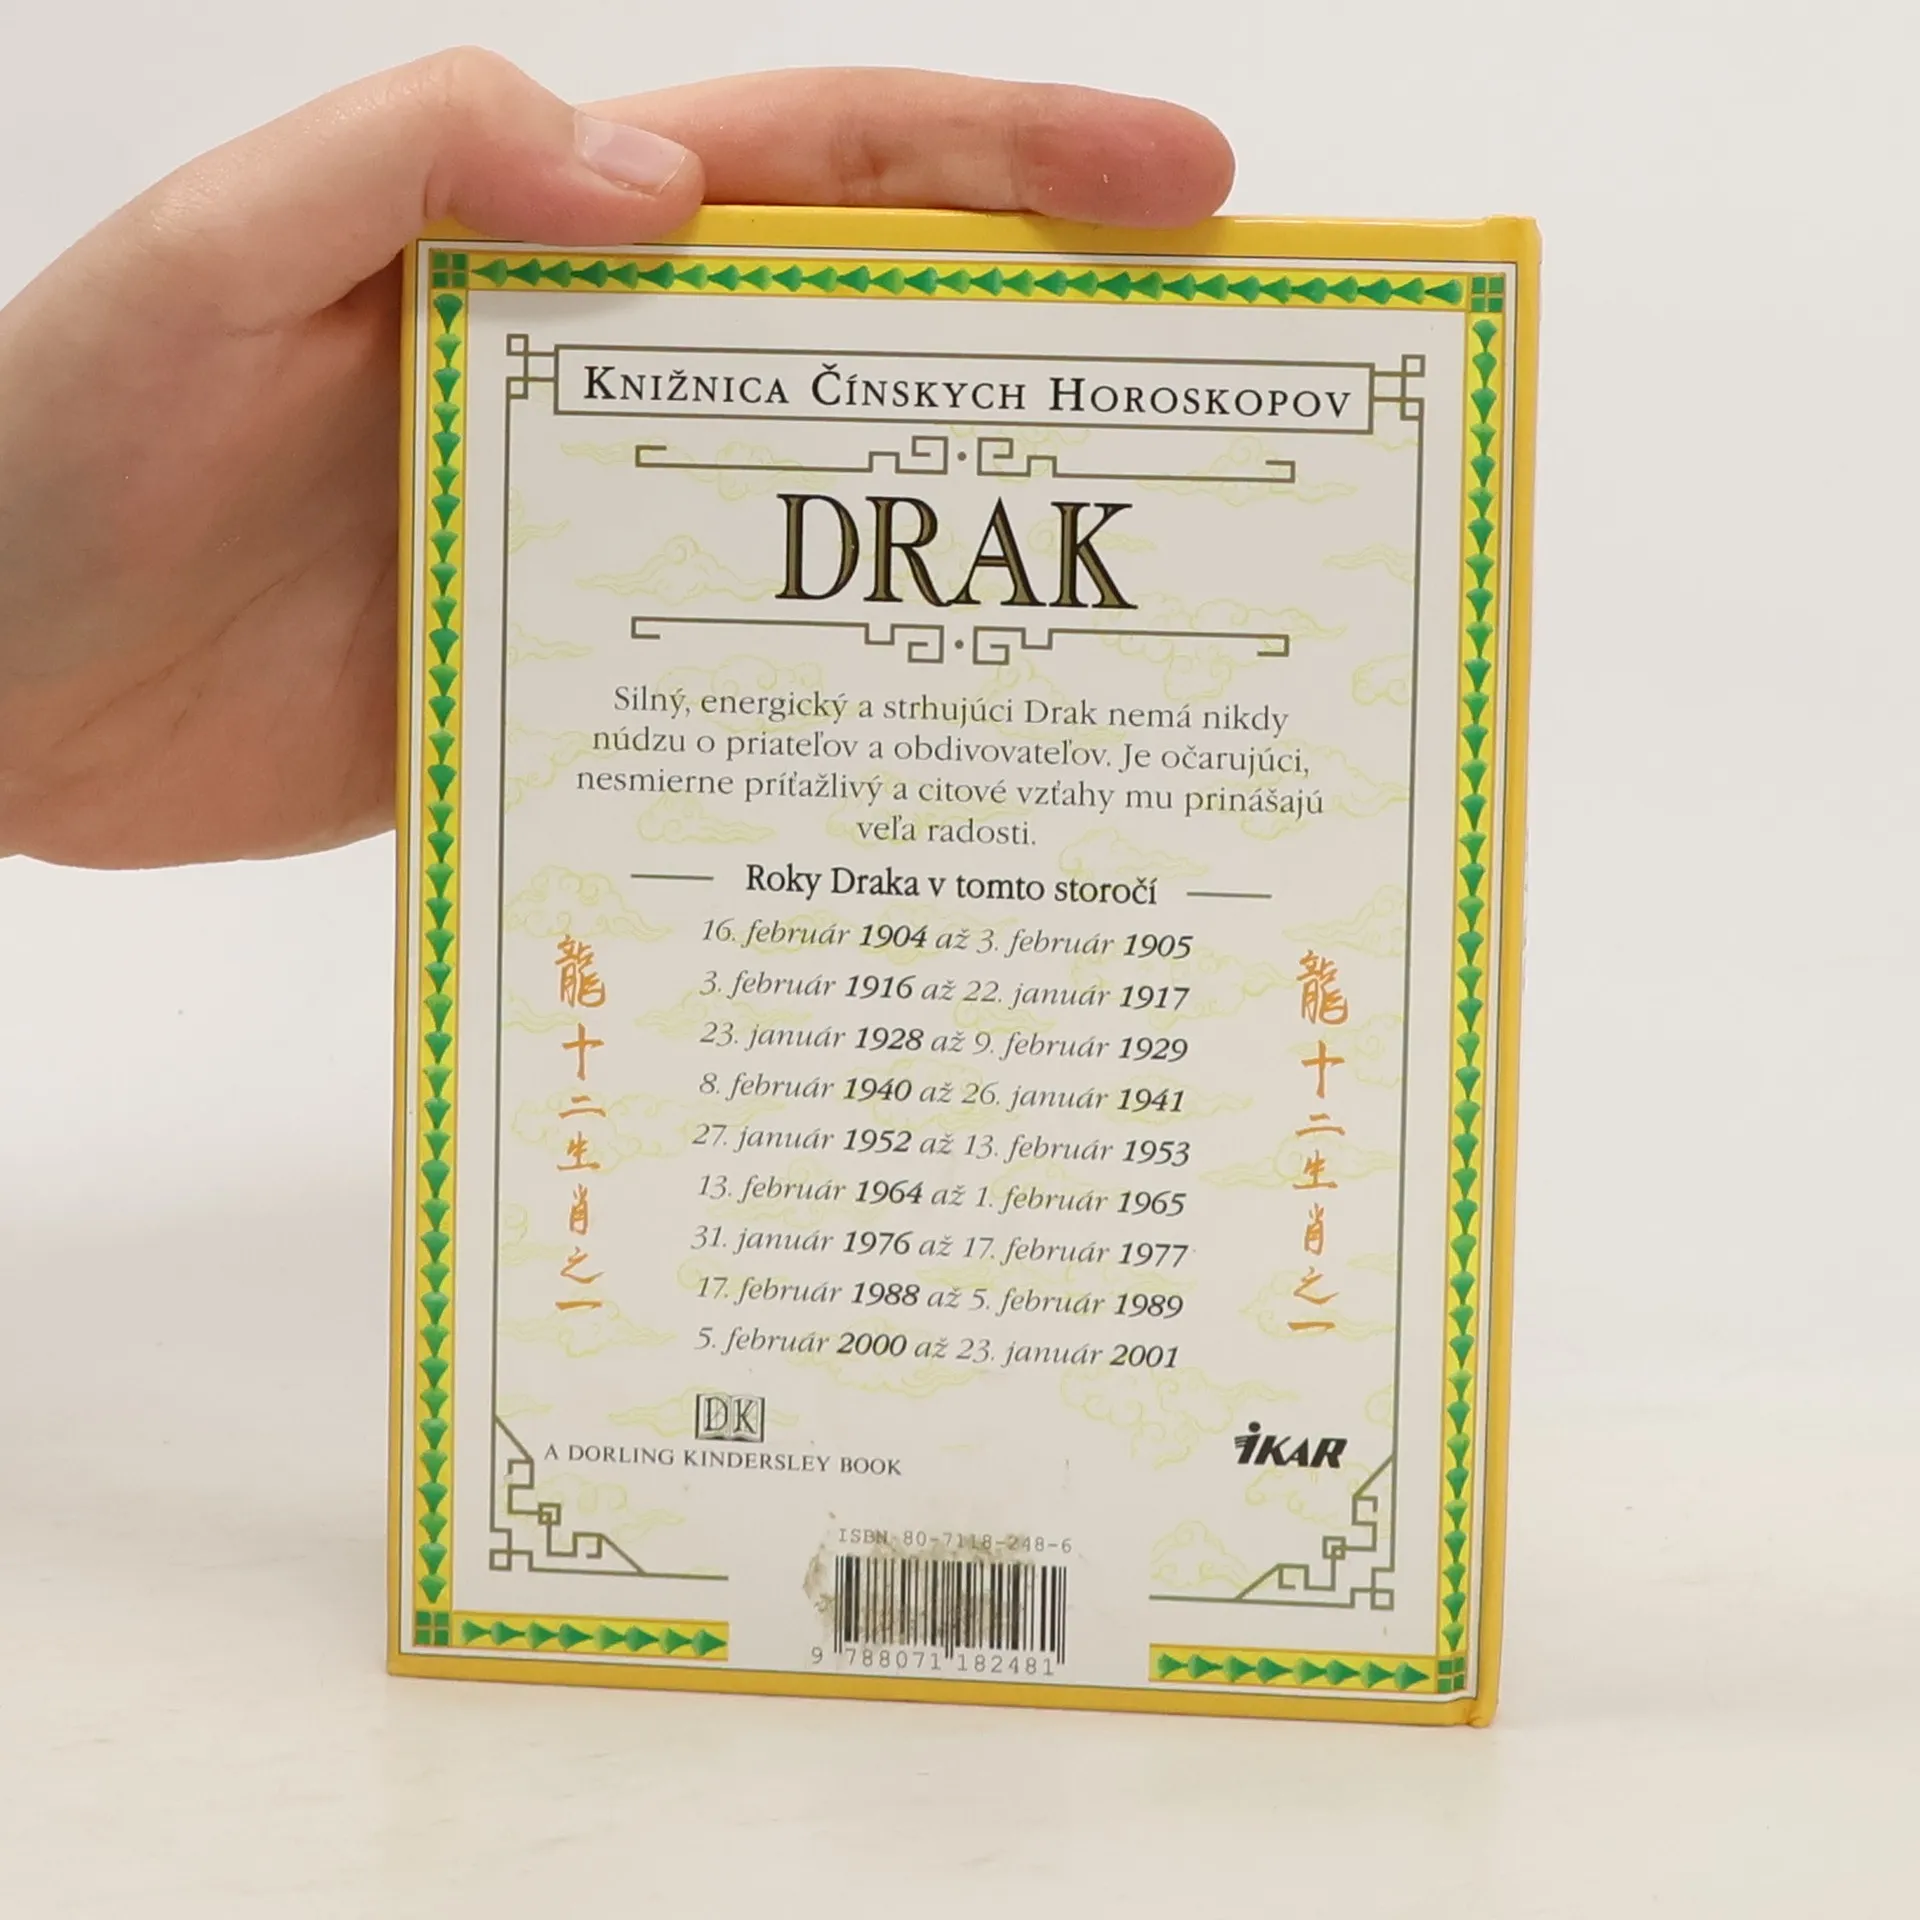 KNIŽNICA ČÍNSKYCH HOROSKOPOV
DRAK
Silný, energický a strhujúci Drak nemá nikdy
núdzu o priateľov a obdivovateľov. Je očarujúci,
nesmierne príťažlivý a citové vzťahy mu prinášajú
veľa radosti.
Roky Draka v tomto storočí
16. február 1904 až 3. február 1905
3. február 1916 až 22. január 1917
23. január 1928 až 9. február 1929
8. február 1940 až 26. január 1941
27. január 1952 až 13. február 1953
13. február 1964 až 1. február 1965
31. január 1976 až 17. február 1977
17. február 1988 až 5. február 1989
5. február 2000 až 23. január 2001
龍十二生肖之一
龍十二生肖之一
DK
A DORLING KINDERSLEY BOOK
IKAR
ISBN 80-7118-248-6
9 788071 182481